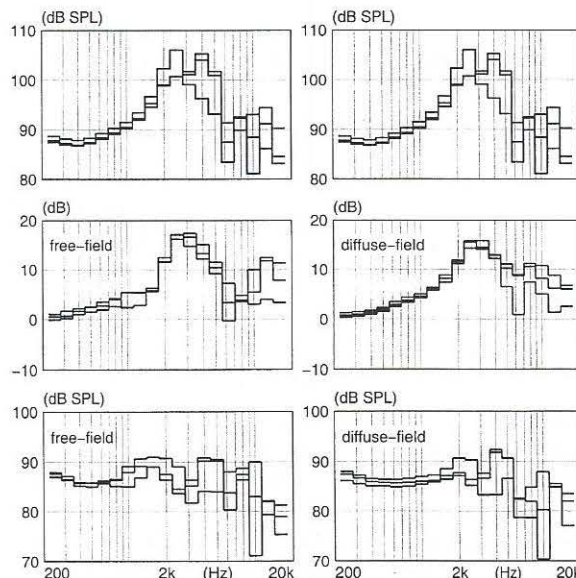 (dB SPL) (dB SPL)
110 110
100 100
90 90
80 80
(dB) (dB)
20 20
free-field diffuse-field
10 10
0 0
-10 -10
(dB SPL) (dB SPL)
100 100
free-field diffuse-field
90 90
80 80
70 70
200 2k (Hz) 20k 200 2k (Hz) 20k